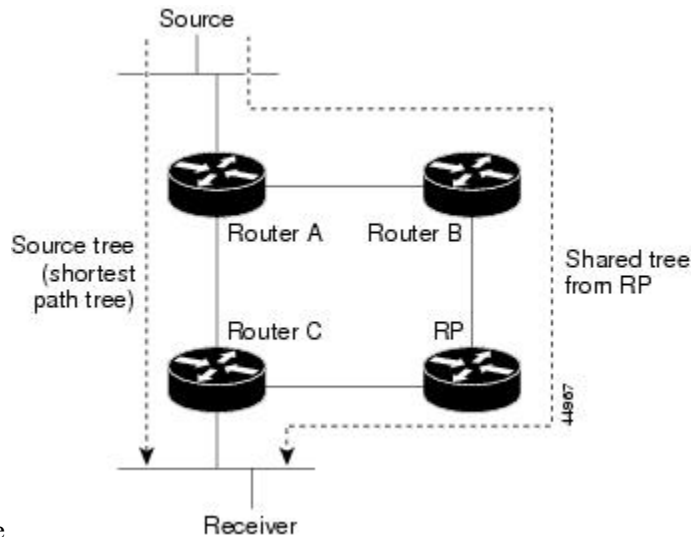 Source
Router A
Router B
Source tree
(shortest
path tree)
Shared tree
from RP
Router C
RP
44967
e
Receiver